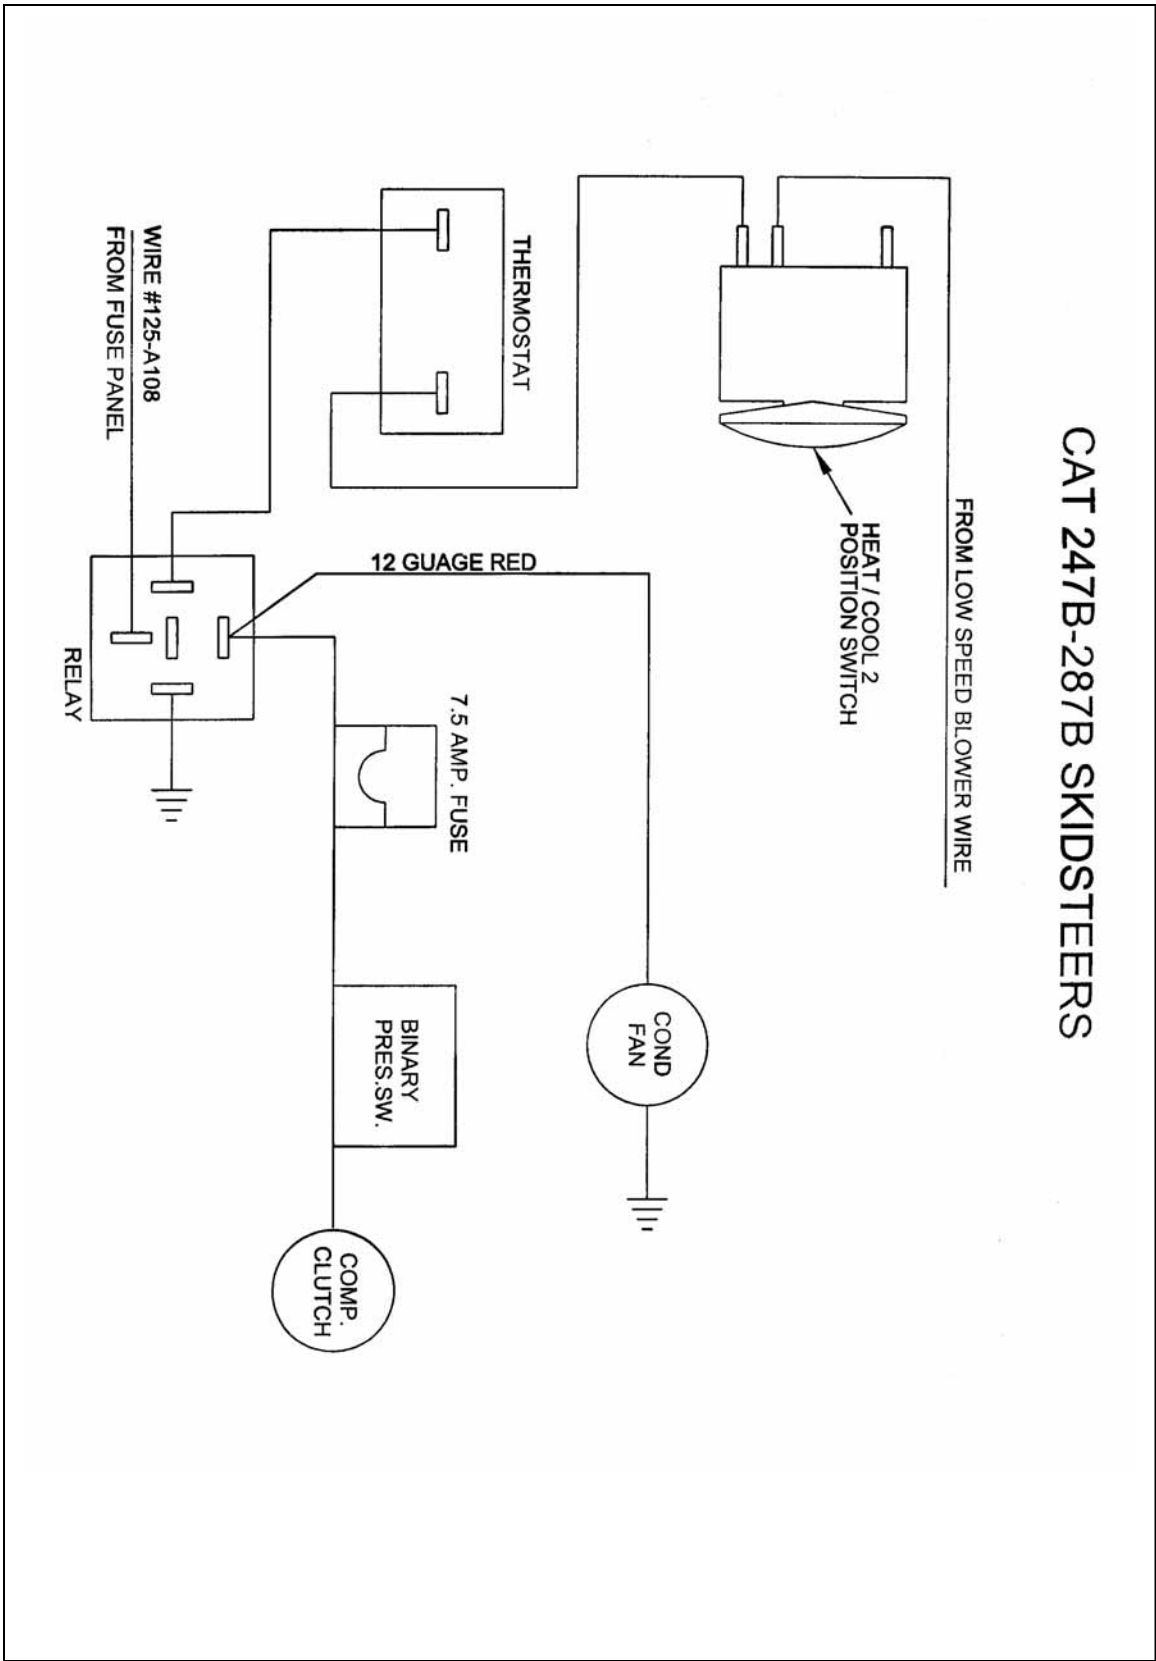 CAT 247B-287B SKIDSTEERS
FROM LOW SPEED BLOWER WIRE
HEAT / COOL 2
POSITION SWITCH
THERMOSTAT
COND
FAN
12 GUAGE RED
7.5 AMP. FUSE
BINARY
PRES.SW.
COMP.
CLUTCH
WIRE #125-A108
FROM FUSE PANEL
RELAY